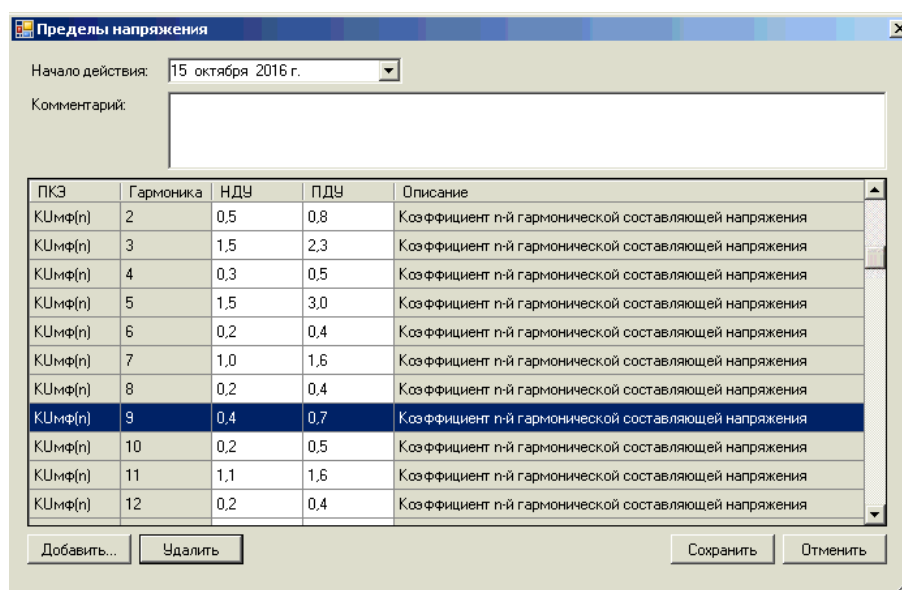 Пределы напряжения
Начало действия: 15 октября 2016 г.
Комментарий:
ПКЭ Гармоника НДУ ПДУ Описание
KUмф(n) 2 0,5 0,8 Коэффициент n-й гармонической составляющей напряжения
KUмф(n) 3 1,5 2,3 Коэффициент n-й гармонической составляющей напряжения
KUмф(n) 4 0,3 0,5 Коэффициент n-й гармонической составляющей напряжения
KUмф(n) 5 1,5 3,0 Коэффициент n-й гармонической составляющей напряжения
KUмф(n) 6 0,2 0,4 Коэффициент n-й гармонической составляющей напряжения
KUмф(n) 7 1,0 1,6 Коэффициент n-й гармонической составляющей напряжения
KUмф(n) 8 0,2 0,4 Коэффициент n-й гармонической составляющей напряжения
KUмф(n) 9 0,4 0,7 Коэффициент n-й гармонической составляющей напряжения
KUмф(n) 10 0,2 0,5 Коэффициент n-й гармонической составляющей напряжения
KUмф(n) 11 1,1 1,6 Коэффициент n-й гармонической составляющей напряжения
KUмф(n) 12 0,2 0,4 Коэффициент n-й гармонической составляющей напряжения
Добавить... Удалить Сохранить Отменить